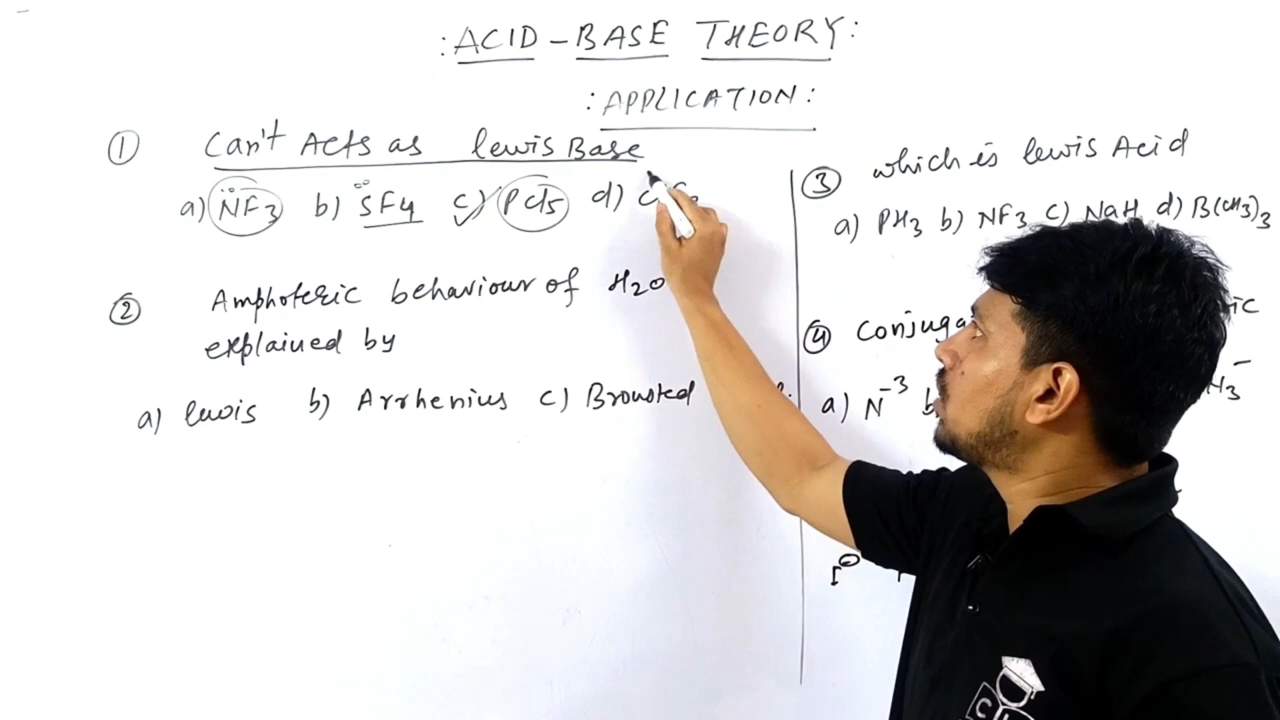 : ACID - BASE THEORY :
: APPLICATION :
① Can't Acts as lewis Base
a) NF3 b) SF4 c) PCl5 d)
② Amphoteric behaviour of H2O
explained by
a) lewis b) Arrhenius c) Bronsted
③ which is lewis Acid
a) PH3 b) NF3 c) NaH d) B(CH3)3
④
a) N-3 b
I⊖